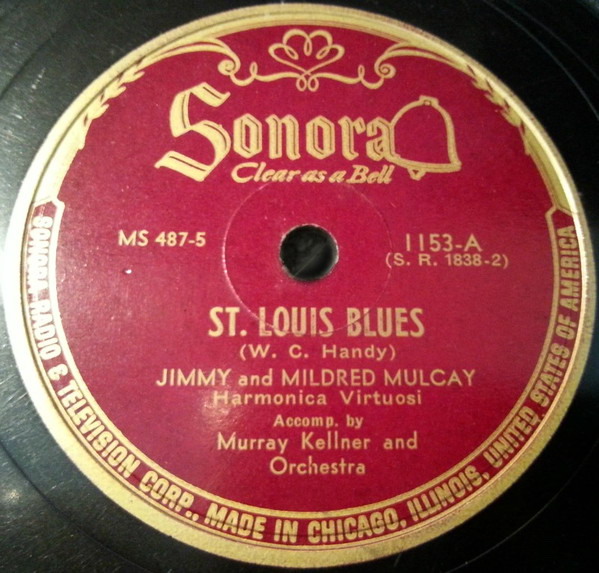 Sonora
Clear as a Bell
MS 487-5
1153-A
(S. R. 1838-2)
ST. LOUIS BLUES
(W. C. Handy)
JIMMY and MILDRED MULCAY
Harmonica Virtuosi
Accomp. by
Murray Kellner and
Orchestra
SONORA RADIO & TELEVISION CORP., MADE IN CHICAGO, ILLINOIS, UNITED STATES OF AMERICA